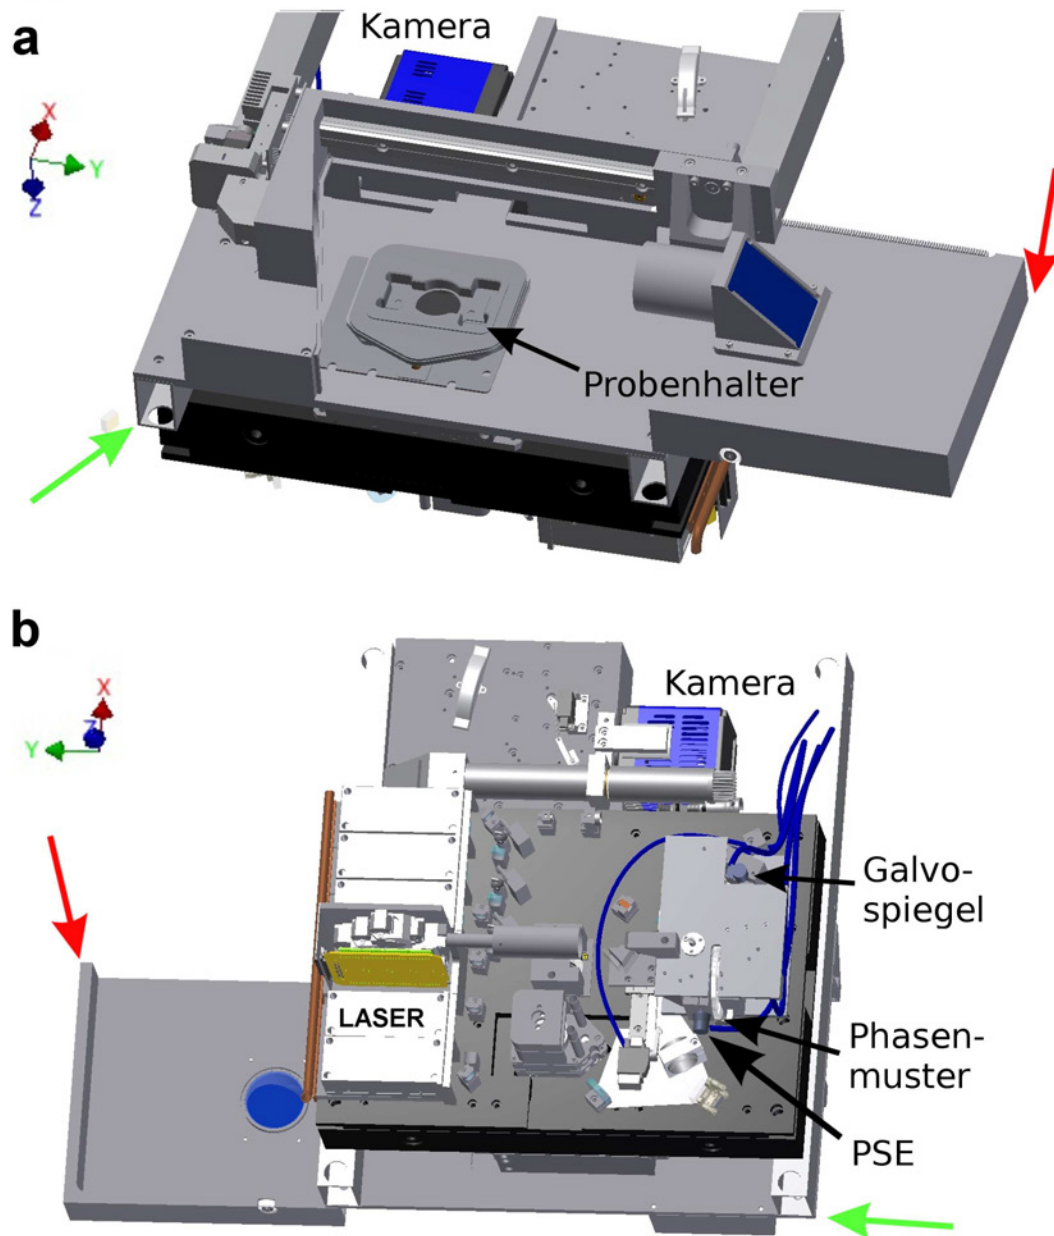 a
Kamera
X
Y
Z
Probenhalter
b
X
Z
Y
Kamera
Galvo-
spiegel
LASER
Phasen-
muster
PSE